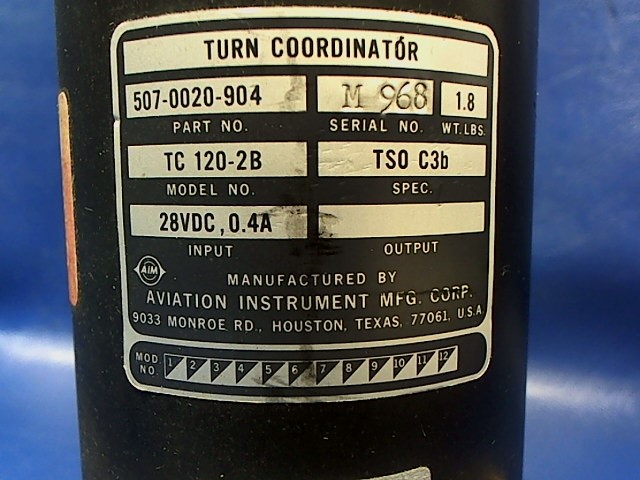 TURN COORDINATOR
507-0020-904 M 968 1.8
PART NO. SERIAL NO. WT.LBS.
TC 120-2B TSO C3b
MODEL NO. SPEC.
28VDC, 0.4A
INPUT OUTPUT
AIM
MANUFACTURED BY
AVIATION INSTRUMENT MFG. CORP.
9033 MONROE RD., HOUSTON, TEXAS, 77061. U.S.A.
MOD NO. 1 2 3 4 5 6 7 8 9 10 11 12